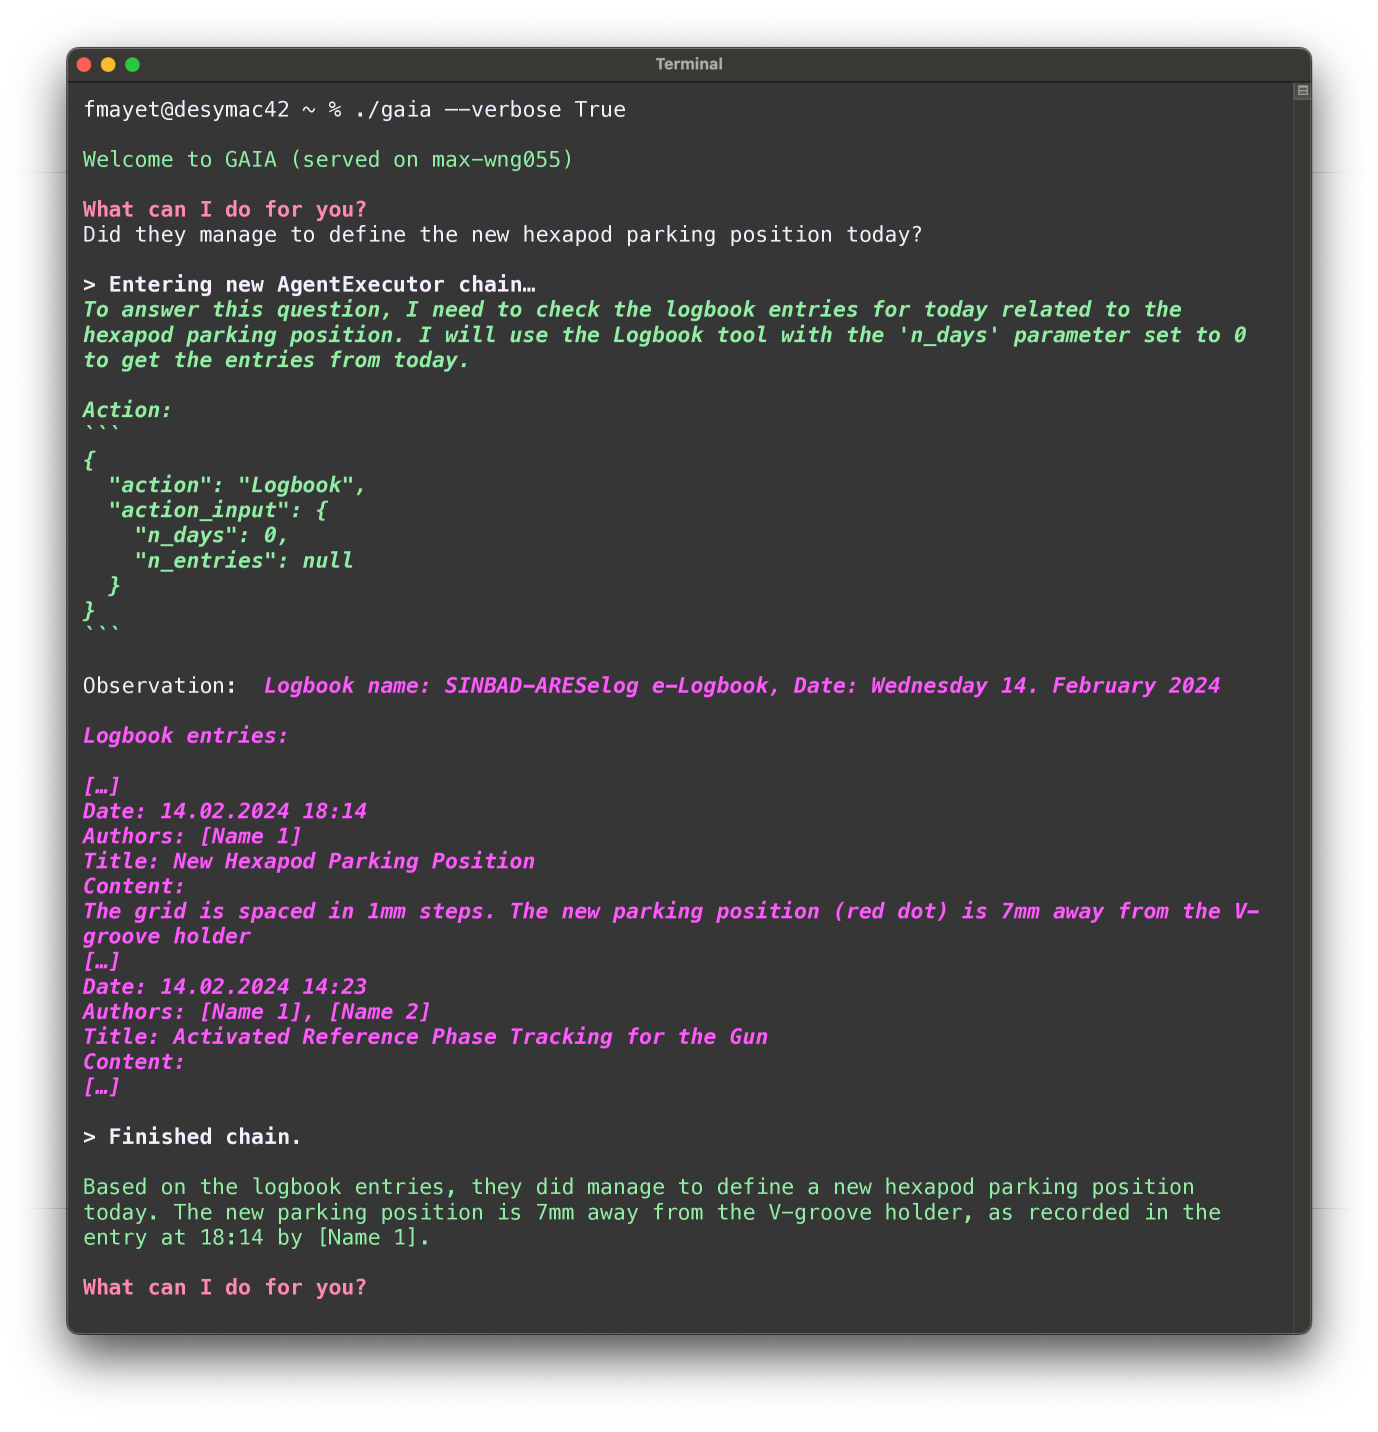 Terminal
fmayet@desymac42 ~ % ./gaia --verbose True
Welcome to GAIA (served on max-wng055)
What can I do for you?
Did they manage to define the new hexapod parking position today?
> Entering new AgentExecutor chain…
To answer this question, I need to check the logbook entries for today related to the
hexapod parking position. I will use the Logbook tool with the 'n_days' parameter set to 0
to get the entries from today.
Action:
```
{
  "action": "Logbook",
  "action_input": {
    "n_days": 0,
    "n_entries": null
  }
}
```
Observation:  Logbook name: SINBAD-ARESelog e-Logbook, Date: Wednesday 14. February 2024
Logbook entries:
[…]
Date: 14.02.2024 18:14
Authors: [Name 1]
Title: New Hexapod Parking Position
Content:
The grid is spaced in 1mm steps. The new parking position (red dot) is 7mm away from the V-
groove holder
[…]
Date: 14.02.2024 14:23
Authors: [Name 1], [Name 2]
Title: Activated Reference Phase Tracking for the Gun
Content:
[…]
> Finished chain.
Based on the logbook entries, they did manage to define a new hexapod parking position
today. The new parking position is 7mm away from the V-groove holder, as recorded in the
entry at 18:14 by [Name 1].
What can I do for you?